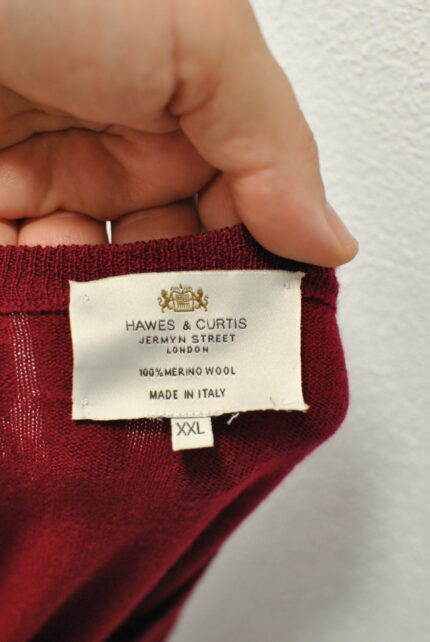 HAWES & CURTIS
JERMYN STREET
LONDON
100% MERINO WOOL
MADE IN ITALY
XXL